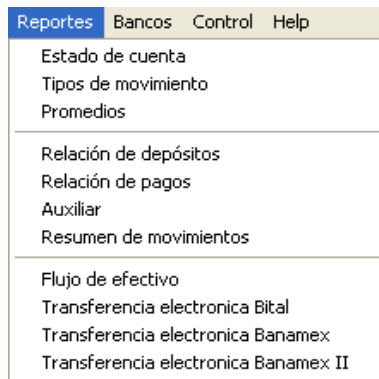 Reportes Bancos Control Help
Estado de cuenta
Tipos de movimiento
Promedios
Relación de depósitos
Relación de pagos
Auxiliar
Resumen de movimientos
Flujo de efectivo
Transferencia electronica Bital
Transferencia electronica Banamex
Transferencia electronica Banamex II